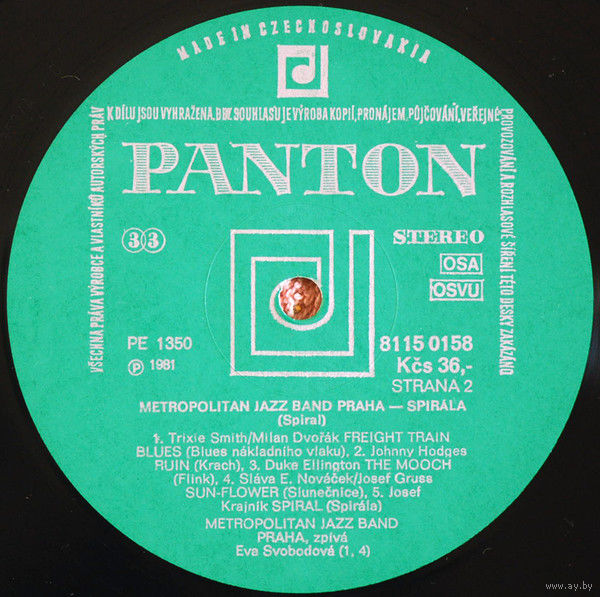 MADE IN CZECHOSLOVAKIA
VŠECHNA PRÁVA VÝROBCE A VLASTNÍKŮ AUTORSKÝCH PRÁV
K DÍLU JSOU VYHRAŽENA. BEZ SOUHLASU JE VÝROBA KOPIÍ, PRONÁJEM, PŮJČOVÁNÍ, VEŘEJNÉ
PROVOZOVÁNÍ A ROZHLASOVÉ ŠÍŘENÍ TÉTO DESKY ZAKÁZÁNO
PANTON
33
STEREO
OSA
OSVU
PE 1350
8115 0158
Ⓟ 1981
Kčs 36,-
STRANA 2
METROPOLITAN JAZZ BAND PRAHA — SPIRÁLA
(Spiral)
1. Trixie Smith/Milan Dvořák FREIGHT TRAIN
BLUES (Blues nákladního vlaku), 2. Johnny Hodges
RUIN (Krach), 3. Duke Ellington THE MOOCH
(Flink), 4. Sláva E. Nováček/Josef Gruss
SUN-FLOWER (Slunečnice), 5. Josef
Krajník SPIRAL (Spirála)
METROPOLITAN JAZZ BAND
PRAHA, zpívá
Eva Svobodová (1, 4)
www.ay.by